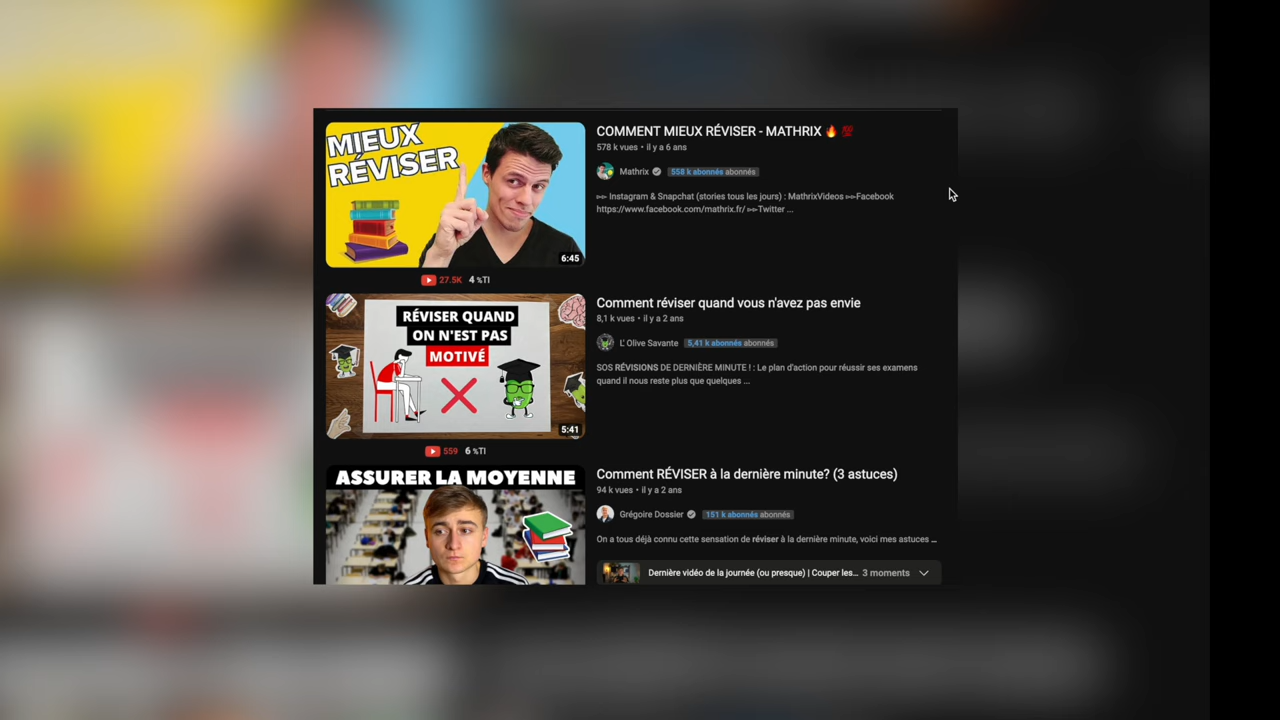 MIEUX
RÉVISER
6:45
27.5K 4 %TI
COMMENT MIEUX RÉVISER - MATHRIX 🔥 💯
578 k vues • il y a 6 ans
Mathrix 558 k abonnés abonnés
▻▻ Instagram & Snapchat (stories tous les jours) : MathrixVideos ▻▻Facebook
https://www.facebook.com/mathrix.fr/ ▻▻Twitter ...
RÉVISER QUAND
ON N'EST PAS
MOTIVÉ
5:41
559 6 %TI
Comment réviser quand vous n'avez pas envie
8,1 k vues • il y a 2 ans
L' Olive Savante 5,41 k abonnés abonnés
SOS RÉVISIONS DE DERNIÈRE MINUTE ! : Le plan d'action pour réussir ses examens
quand il nous reste plus que quelques ...
ASSURER LA MOYENNE
Comment RÉVISER à la dernière minute? (3 astuces)
94 k vues • il y a 2 ans
Grégoire Dossier 151 k abonnés abonnés
On a tous déjà connu cette sensation de réviser à la dernière minute, voici mes astuces ...
Dernière vidéo de la journée (ou presque) | Couper les... 3 moments